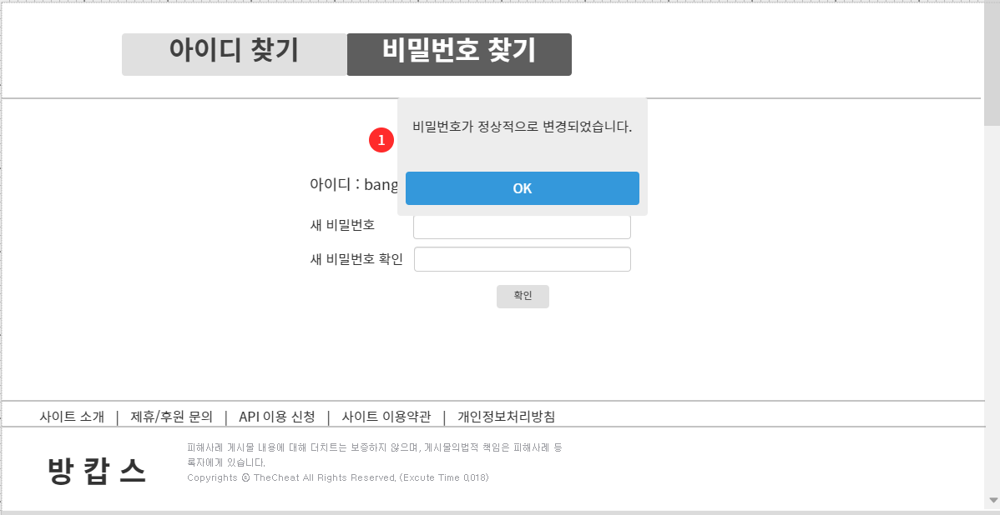 아이디 찾기
비밀번호 찾기
1
비밀번호가 정상적으로 변경되었습니다.
OK
아이디 : bang
새 비밀번호
새 비밀번호 확인
확인
사이트 소개 | 제휴/후원 문의 | API 이용 신청 | 사이트 이용약관 | 개인정보처리방침
방 캅 스
피해사례 게시물 내용에 대해 더치트는 보증하지 않으며, 게시물의법적 책임은 피해사례 등
록자에게 있습니다.
Copyrights ⓒ TheCheat All Rights Reserved. (Excute Time 0.018)